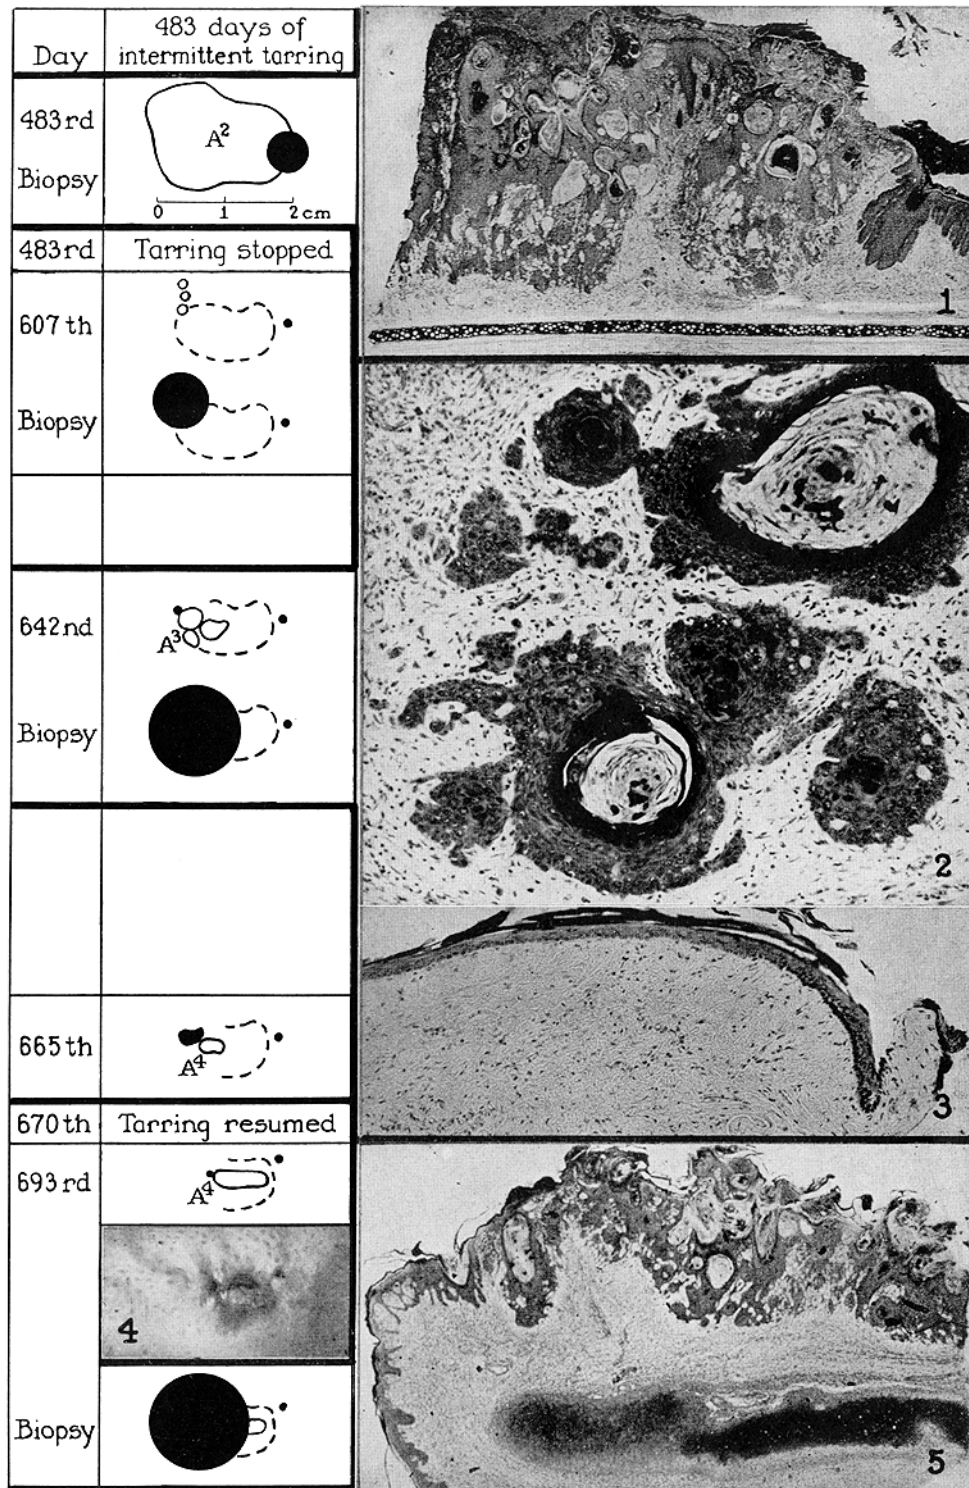 Day
483 days of
intermittent tarring
483rd
Biopsy
A²
0 1 2 cm
483rd
Tarring stopped
607th
Biopsy
642nd
A³
Biopsy
665th
A⁴
670th
Tarring resumed
693rd
A⁴
4
Biopsy
1
2
3
5